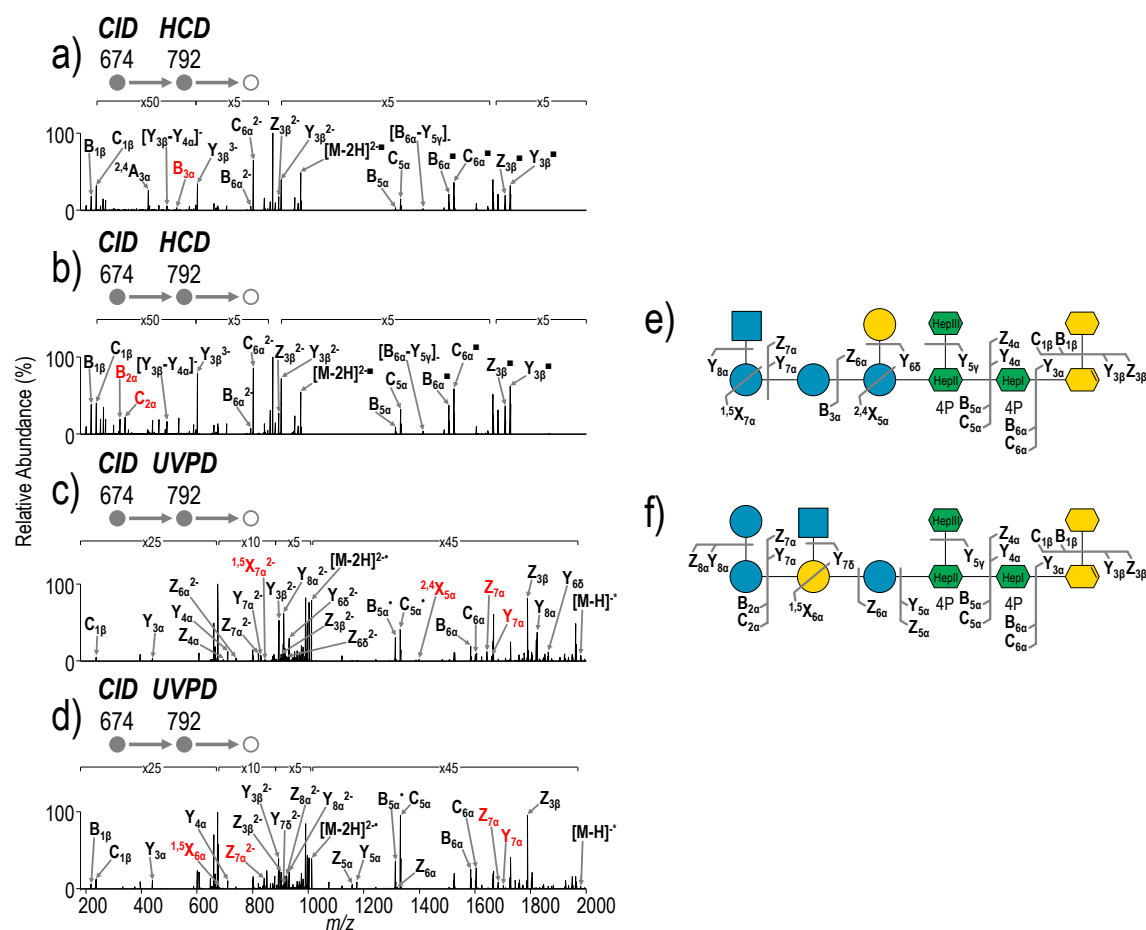 a)
CID HCD
674 792
x50 x5 x5 x5
100
0
B1β C1β 2,4A3α [Y3β-Y4α]- B3α Y3β3- B6α2- C6α2- Z3β2- Y3β2- [M-2H]2-■ B5α C5α [B6α-Y5γ]- B6α■ C6α■ Z3β■ Y3β■
b)
CID HCD
674 792
x50 x5 x5 x5
100
0
B1β C1β B2α C2α [Y3β-Y4α]- Y3β3- B6α2- C6α2- Z3β2- Y3β2- [M-2H]2-■ B5α C5α [B6α-Y5γ]- B6α■ C6α■ Z3β■ Y3β■
Relative Abundance (%)
c)
CID UVPD
674 792
x25 x10 x5 x45
100
0
C1β Y3α Z4α Y4α Z6α2- Z7α2- Y7α2- 1,5X7α2- Y3β2- Y8α2- [M-2H]2-• Y6δ2- Z3β2- Z6δ2- B5α• C5α• 2,4X5α B6α C6α Z7α Y7α Z3β Y8α Y6δ [M-H]-*
d)
CID UVPD
674 792
x25 x10 x5 x45
100
0
B1β C1β Y3α 1,5X6α Y4α Z7α2- Z3β2- Y3β2- Y7δ2- Z8α2- Y8α2- [M-2H]2-• Z5α Y5α B5α• C5α Z6α B6α C6α Z7α Y7α Z3β [M-H]-*
200 400 600 800 1000 1200 1400 1600 1800 2000
m/z
e)
HepIII
Y8α Z7α Y7α Z6α Y6δ Y5γ Z4α Y4α C1β B1β Y3α Y3β Z3β
HepII HepI
1,5X7α B3α 2,4X5α 4P B5α C5α 4P B6α C6α
f)
HepIII
Z8α Y8α Z7α Y7α Y7δ Y5γ Z4α Y4α C1β B1β Y3α Y3β Z3β
HepII HepI
B2α C2α 1,5X6α Z6α Y5α Z5α 4P B5α C5α 4P B6α C6α